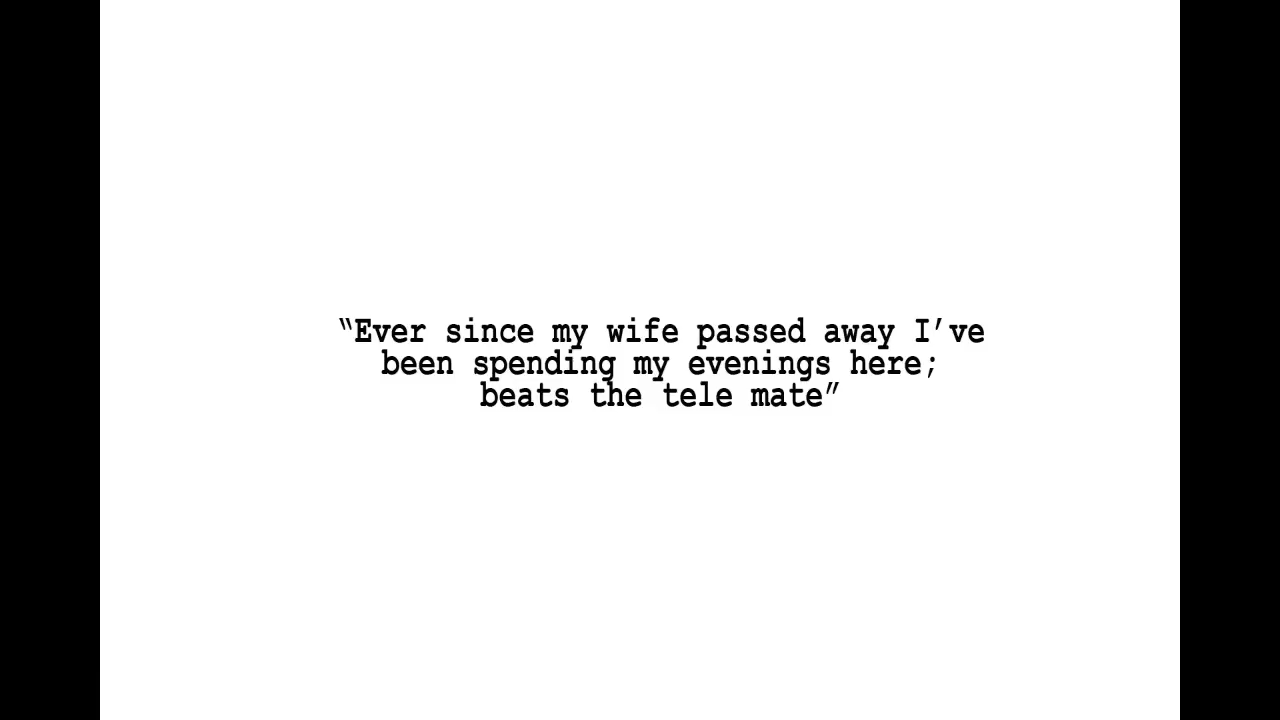 “Ever since my wife passed away I’ve
been spending my evenings here;
beats the tele mate”